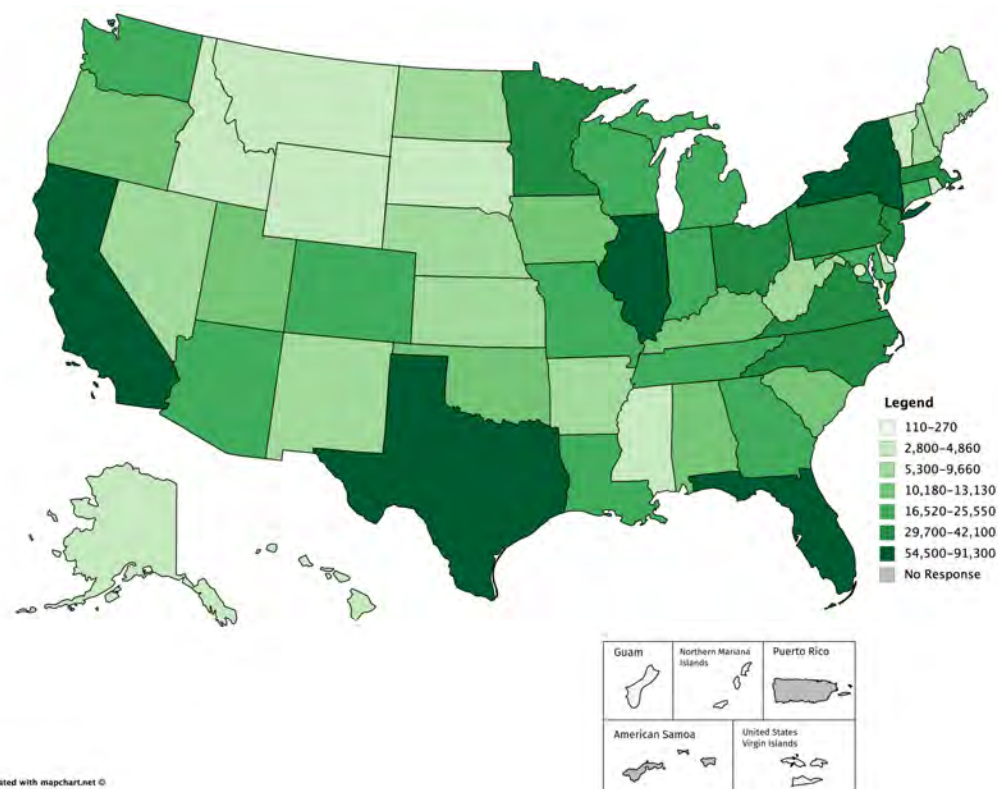 Legend
110–270
2,800–4,860
5,300–9,660
10,180–13,130
16,520–25,550
29,700–42,100
54,500–91,300
No Response
Guam
Northern Mariana
Islands
Puerto Rico
American Samoa
United States
Virgin Islands
ated with mapchart.net ©